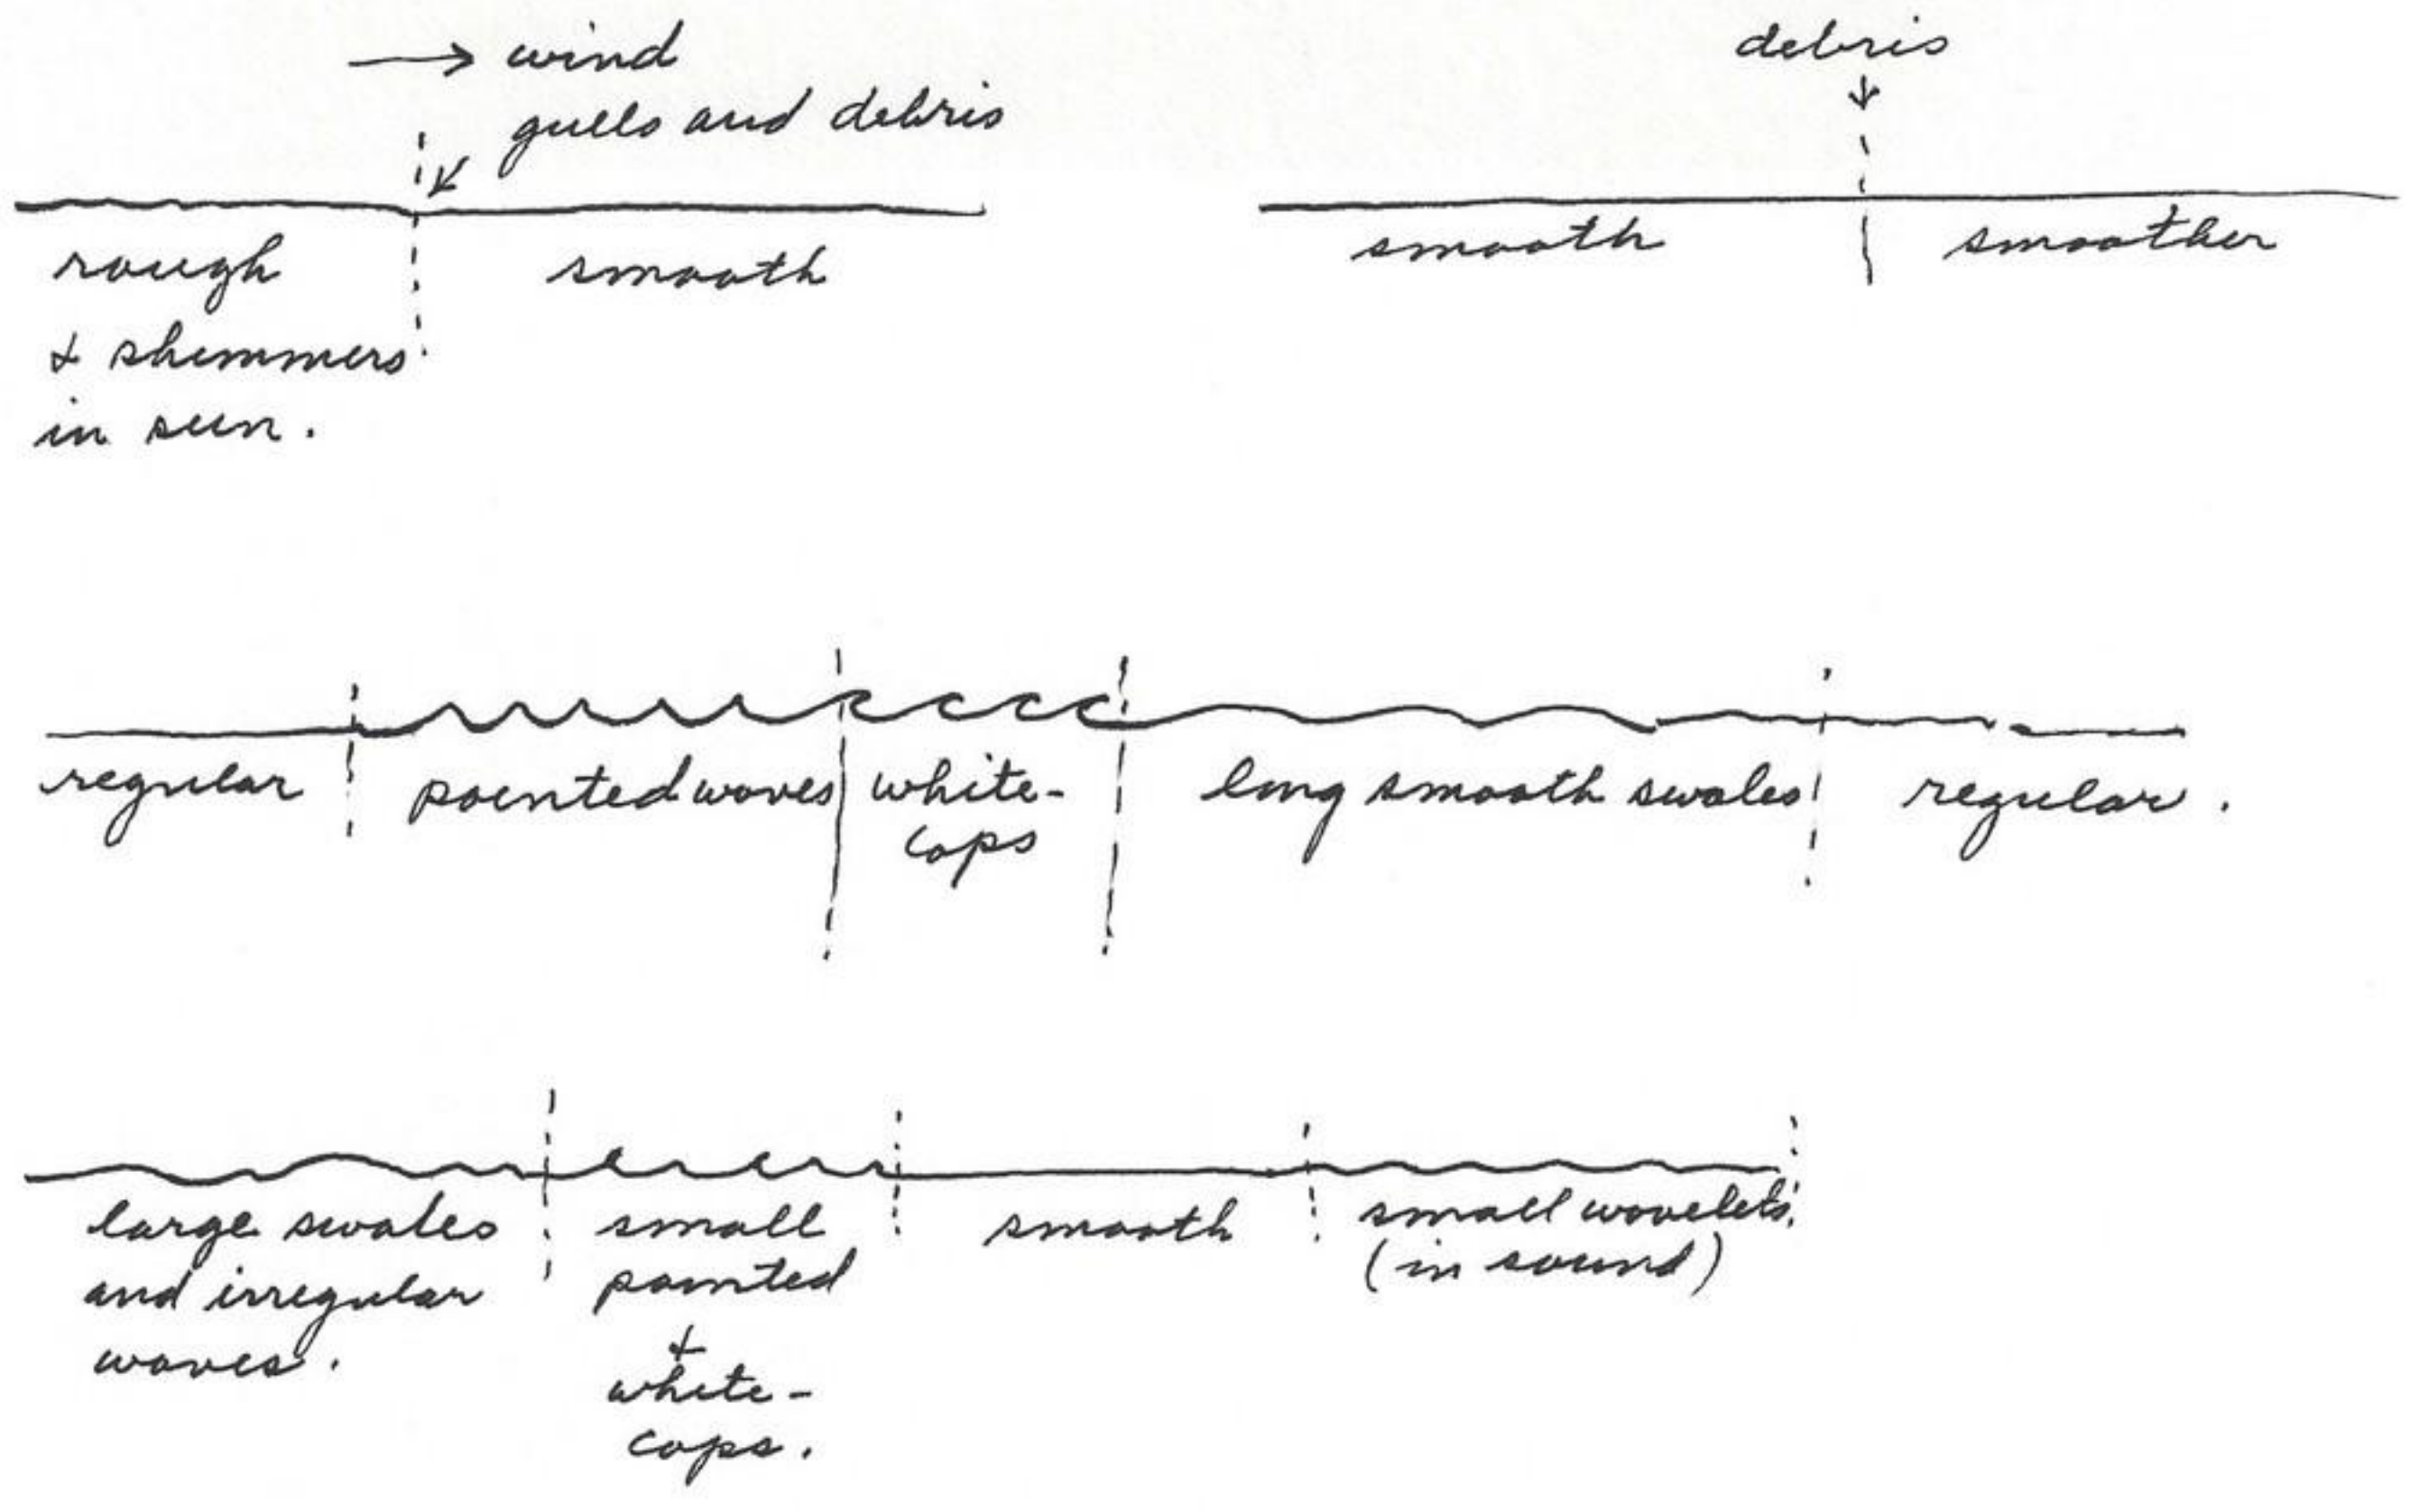 → wind
gulls and debris
rough
& shimmers
in sun.
smooth
debris
smooth
smoother
regular
pointed waves
white-
caps
long smooth swales
regular.
large swales
and irregular
waves.
small
pointed
&
white-
caps.
smooth
small wavelets.
(in sound)